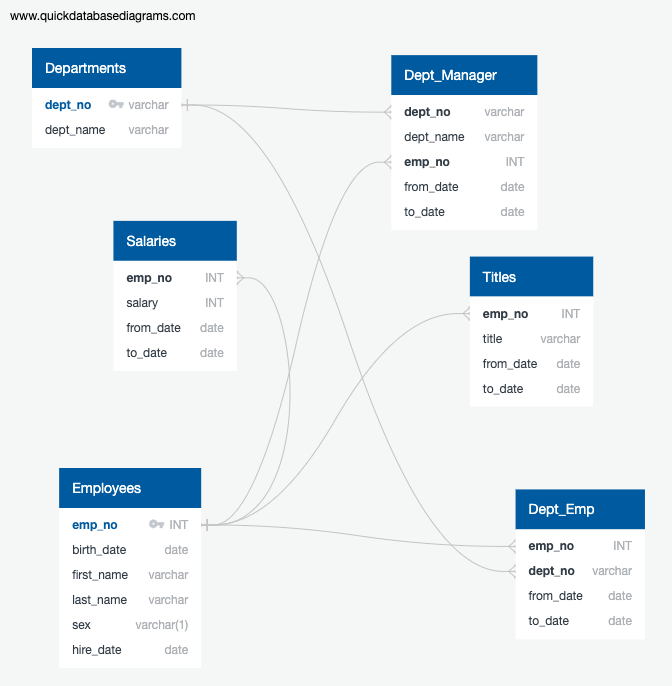 www.quickdatabasediagrams.com
Departments
dept_no varchar
dept_name varchar
Dept_Manager
dept_no varchar
dept_name varchar
emp_no INT
from_date date
to_date date
Salaries
emp_no INT
salary INT
from_date date
to_date date
Titles
emp_no INT
title varchar
from_date date
to_date date
Employees
emp_no INT
birth_date date
first_name varchar
last_name varchar
sex varchar(1)
hire_date date
Dept_Emp
emp_no INT
dept_no varchar
from_date date
to_date date